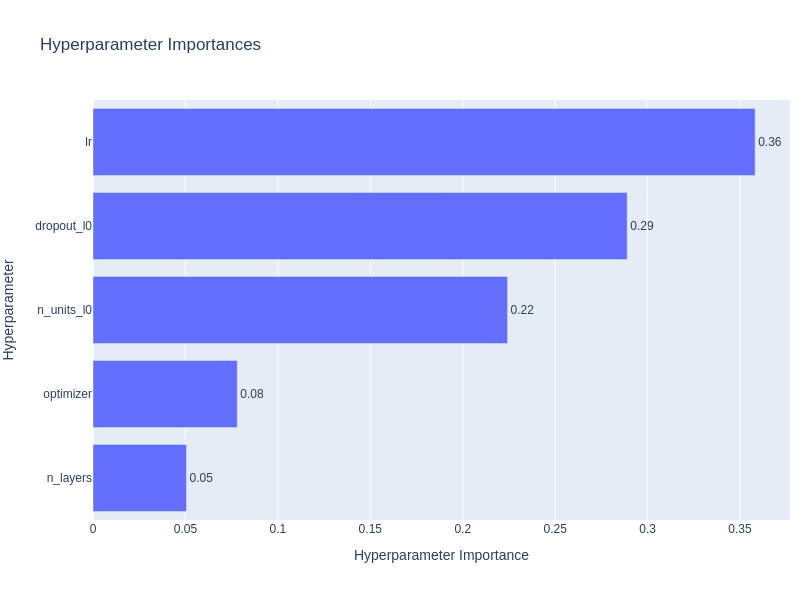 Hyperparameter Importances
Hyperparameter
lr
0.36
dropout_l0
0.29
n_units_l0
0.22
optimizer
0.08
n_layers
0.05
0
0.05
0.1
0.15
0.2
0.25
0.3
0.35
Hyperparameter Importance